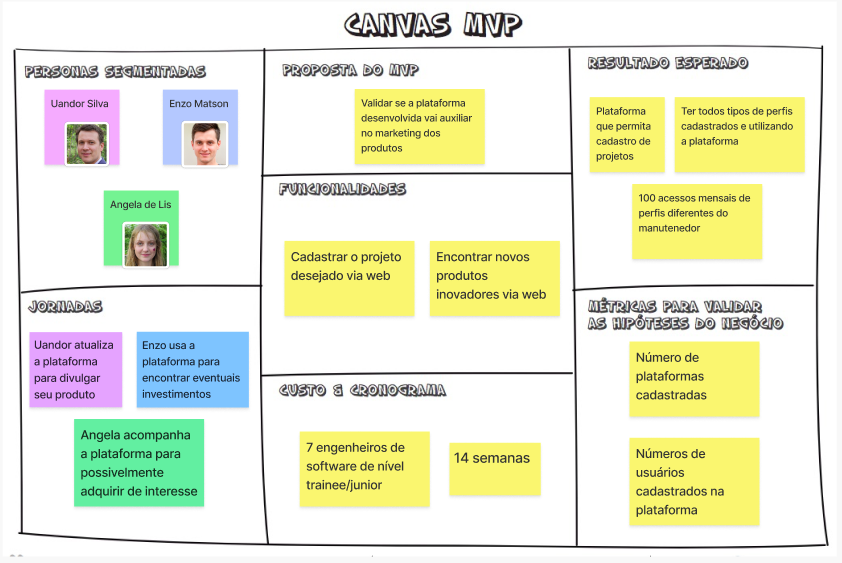 CANVAS MVP
PERSONAS SEGMENTADAS
Uandor Silva
Enzo Matson
Angela de Lis
PROPOSTA DO MVP
Validar se a plataforma
desenvolvida vai auxiliar
no marketing dos
produtos
RESULTADO ESPERADO
Plataforma
que permita
cadastro de
projetos
Ter todos tipos de perfis
cadastrados e utilizando
a plataforma
100 acessos mensais de
perfis diferentes do
manutenedor
FUNCIONALIDADES
Cadastrar o projeto
desejado via web
Encontrar novos
produtos
inovadores via web
JORNADAS
Uandor atualiza
a plataforma
para divulgar
seu produto
Enzo usa a
plataforma para
encontrar eventuais
investimentos
Angela acompanha
a plataforma para
possivelmente
adquirir de interesse
CUSTO & CRONOGRAMA
7 engenheiros de
software de nível
trainee/junior
14 semanas
MÉTRICAS PARA VALIDAR
AS HIPÓTESES DO NEGÓCIO
Número de
plataformas
cadastradas
Números de
usuários
cadastrados na
plataforma